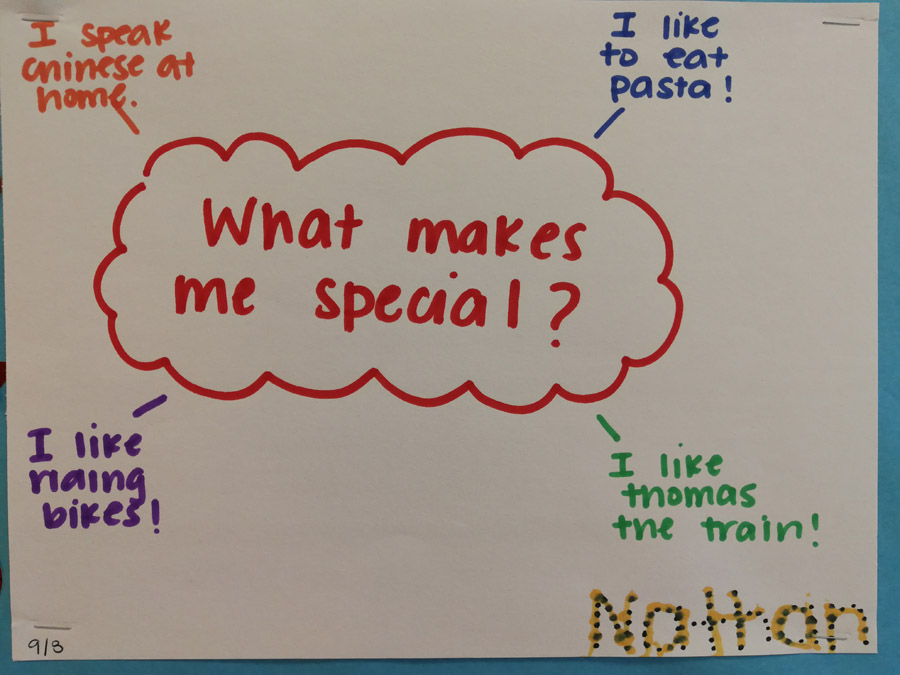 I speak
chinese at
home.
I like
to eat
pasta!
What makes
me special?
I like
riding
bikes!
I like
thomas
the train!
Nathan
9/3